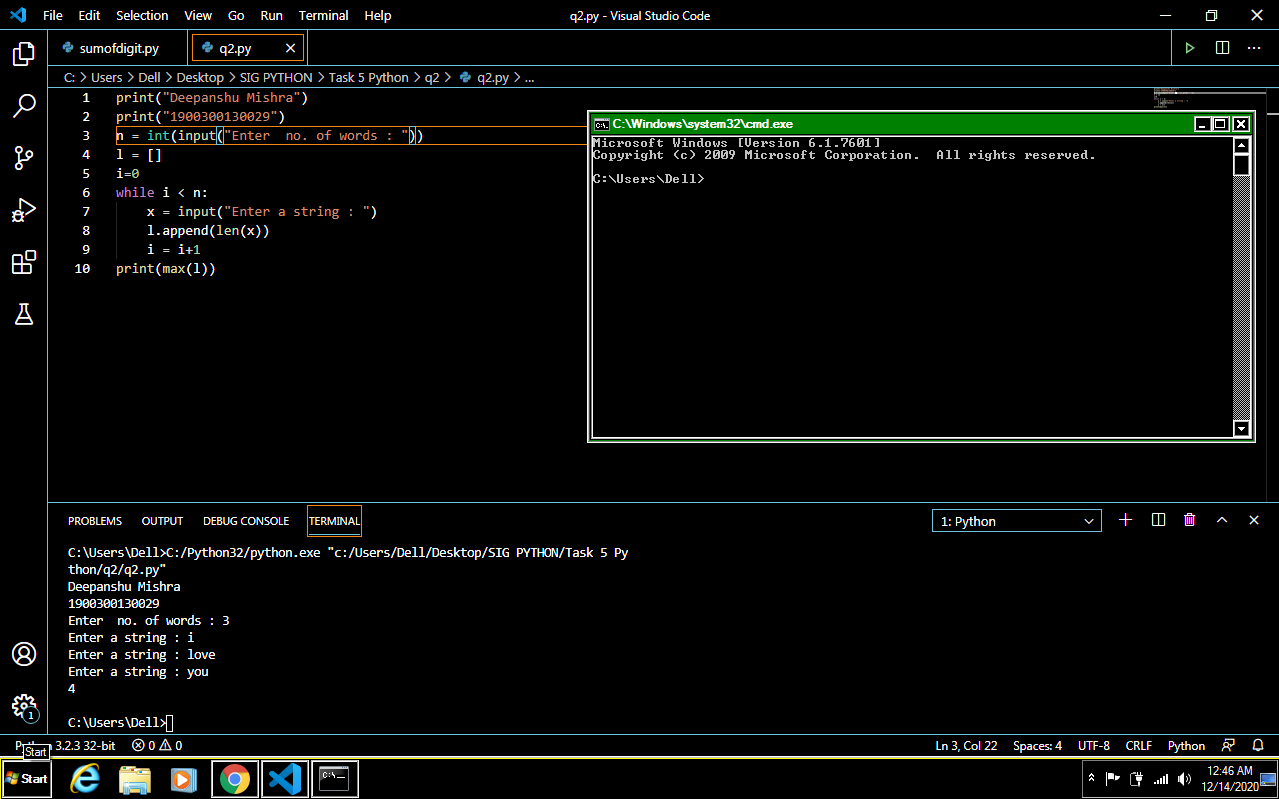 File Edit Selection View Go Run Terminal Help q2.py - Visual Studio Code
sumofdigit.py q2.py
C: > Users > Dell > Desktop > SIG PYTHON > Task 5 Python > q2 > q2.py > ...
1 print("Deepanshu Mishra")
2 print("1900300130029")
3 n = int(input("Enter  no. of words : "))
4 l = []
5 i=0
6 while i < n:
7     x = input("Enter a string : ")
8     l.append(len(x))
9     i = i+1
10 print(max(l))
C:\Windows\system32\cmd.exe
Microsoft Windows [Version 6.1.7601]
Copyright (c) 2009 Microsoft Corporation.  All rights reserved.
C:\Users\Dell>
PROBLEMS OUTPUT DEBUG CONSOLE TERMINAL 1: Python
C:\Users\Dell>C:/Python32/python.exe "c:/Users/Dell/Desktop/SIG PYTHON/Task 5 Py
thon/q2/q2.py"
Deepanshu Mishra
1900300130029
Enter  no. of words : 3
Enter a string : i
Enter a string : love
Enter a string : you
4
C:\Users\Dell>
1
3.2.3 32-bit 0 0 Ln 3, Col 22 Spaces: 4 UTF-8 CRLF Python
Start
Start
C:\
12:46 AM
12/14/2020